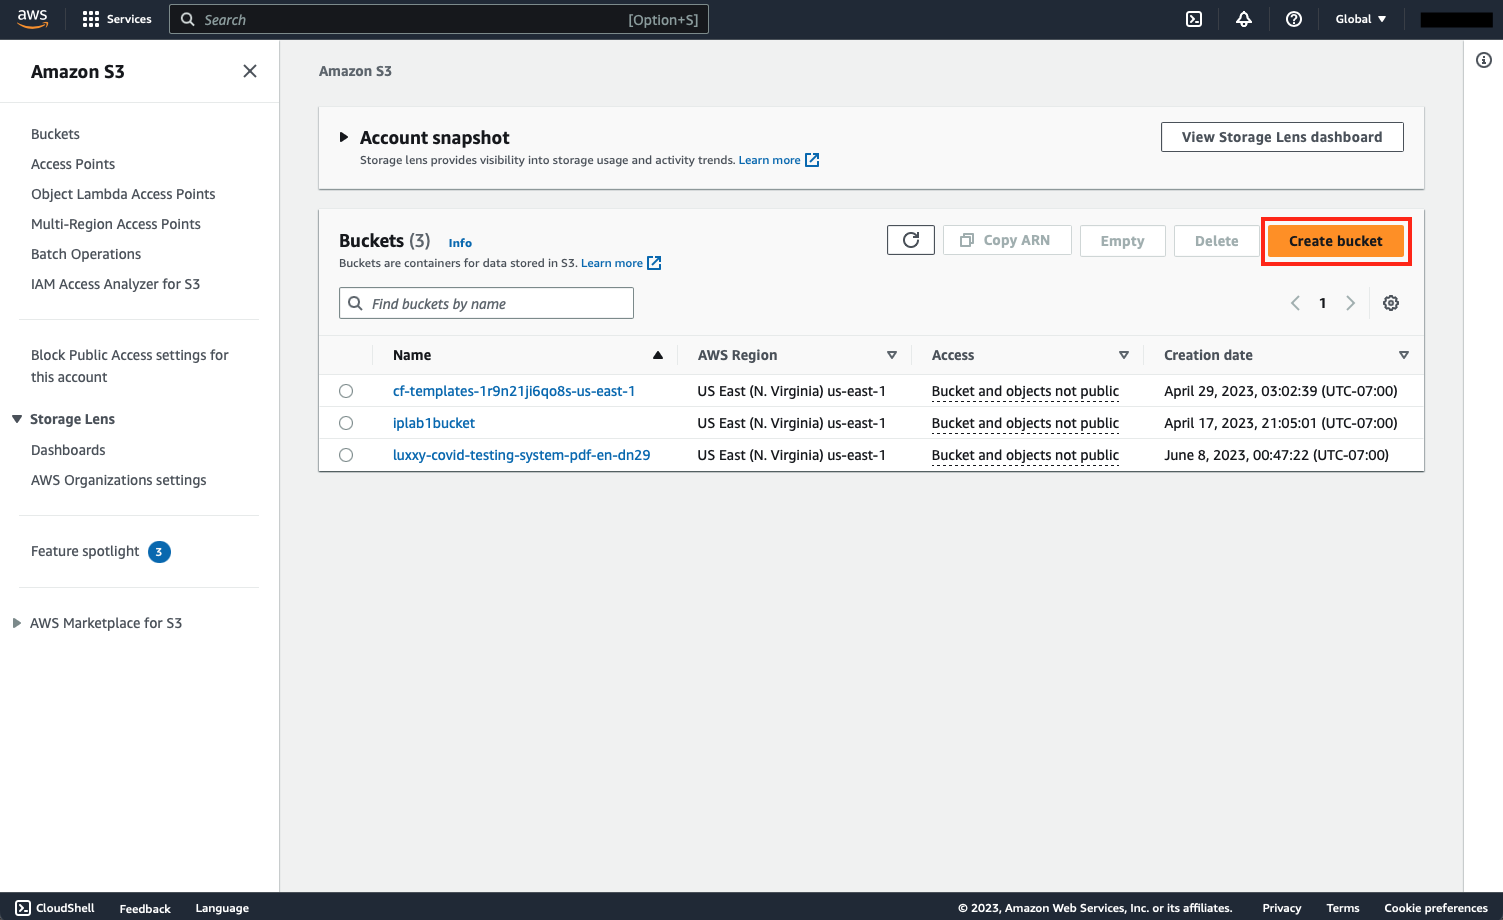 aws
Services
Search
[Option+S]
Global
Amazon S3
Buckets
Access Points
Object Lambda Access Points
Multi-Region Access Points
Batch Operations
IAM Access Analyzer for S3
Block Public Access settings for
this account
Storage Lens
Dashboards
AWS Organizations settings
Feature spotlight 3
AWS Marketplace for S3
Amazon S3
Account snapshot
Storage lens provides visibility into storage usage and activity trends. Learn more
View Storage Lens dashboard
Buckets (3) Info
Buckets are containers for data stored in S3. Learn more
Copy ARN
Empty
Delete
Create bucket
Find buckets by name
1
Name AWS Region Access Creation date
cf-templates-1r9n21ji6qo8s-us-east-1 US East (N. Virginia) us-east-1 Bucket and objects not public April 29, 2023, 03:02:39 (UTC-07:00)
iplab1bucket US East (N. Virginia) us-east-1 Bucket and objects not public April 17, 2023, 21:05:01 (UTC-07:00)
luxxy-covid-testing-system-pdf-en-dn29 US East (N. Virginia) us-east-1 Bucket and objects not public June 8, 2023, 00:47:22 (UTC-07:00)
CloudShell Feedback Language
© 2023, Amazon Web Services, Inc. or its affiliates. Privacy Terms Cookie preferences